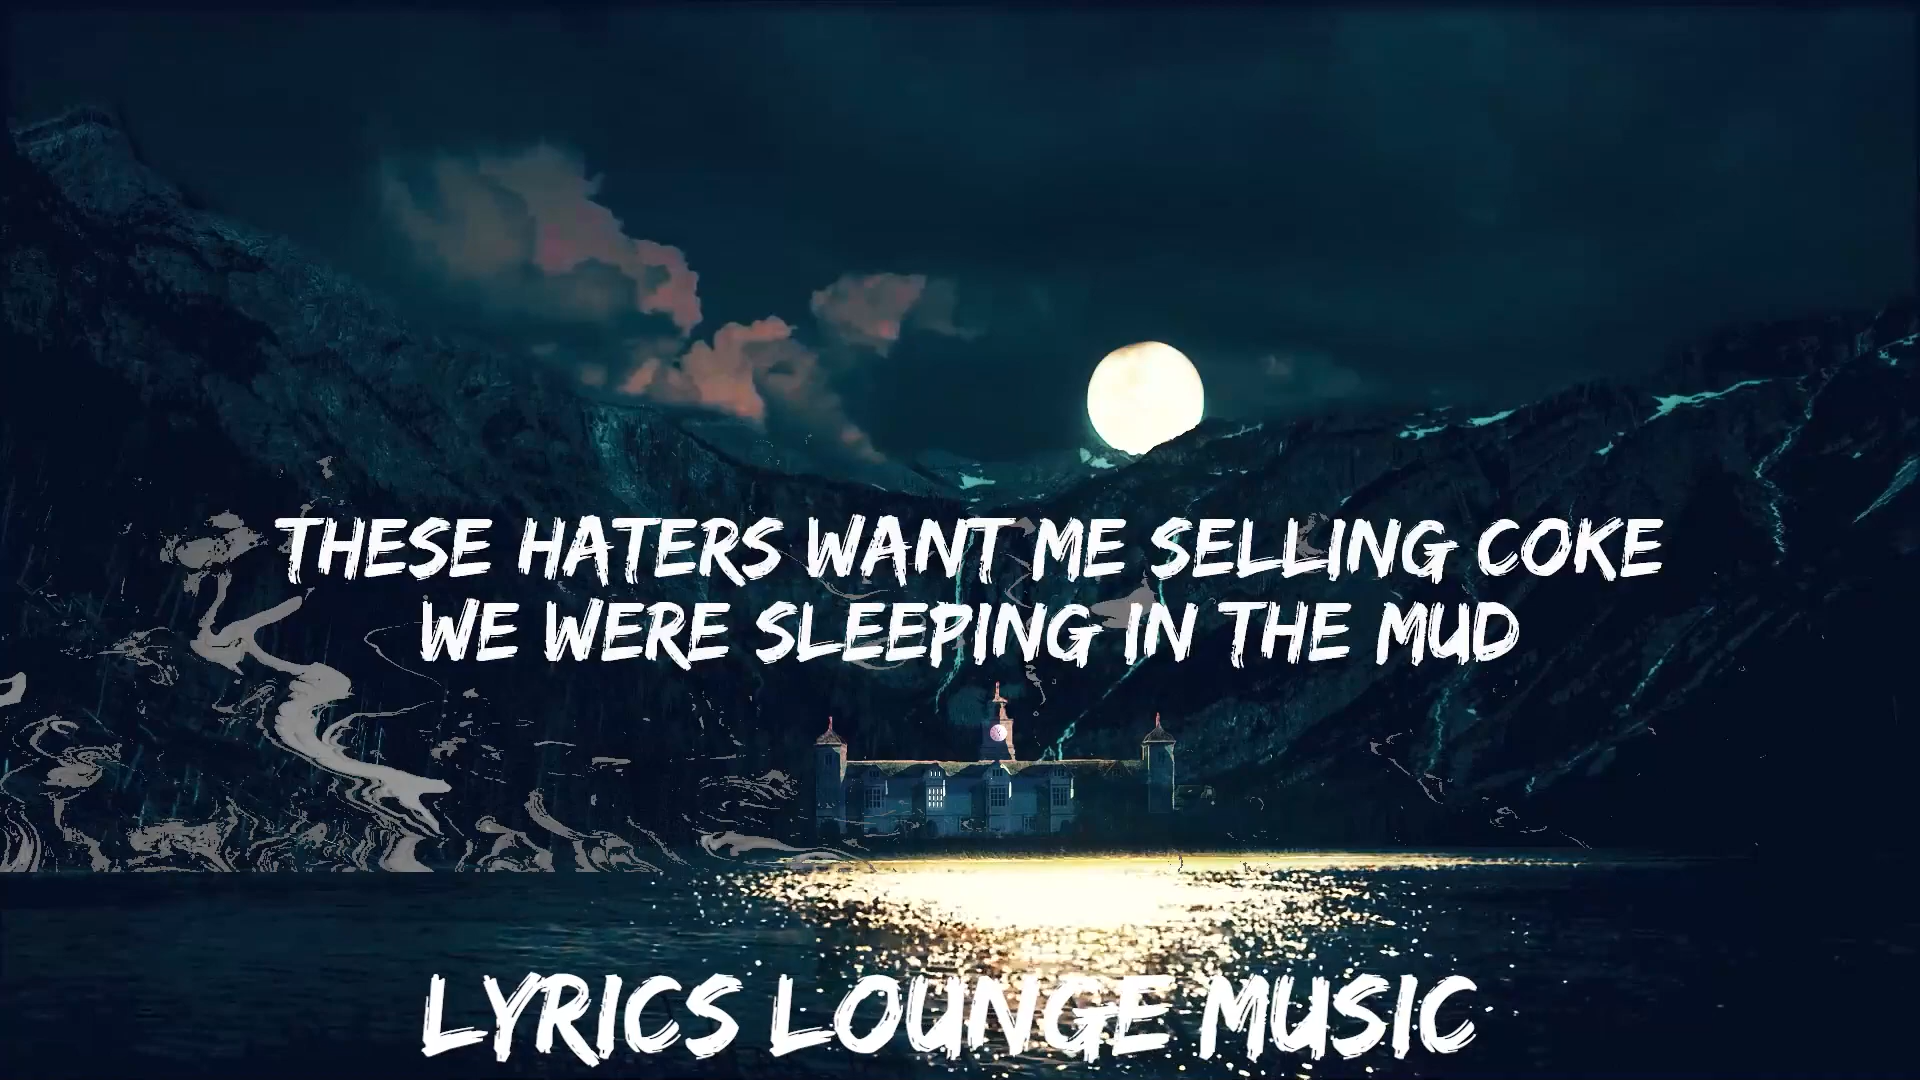 THESE HATERS WANT ME SELLING COKE
WE WERE SLEEPING IN THE MUD
LYRICS LOUNGE MUSIC